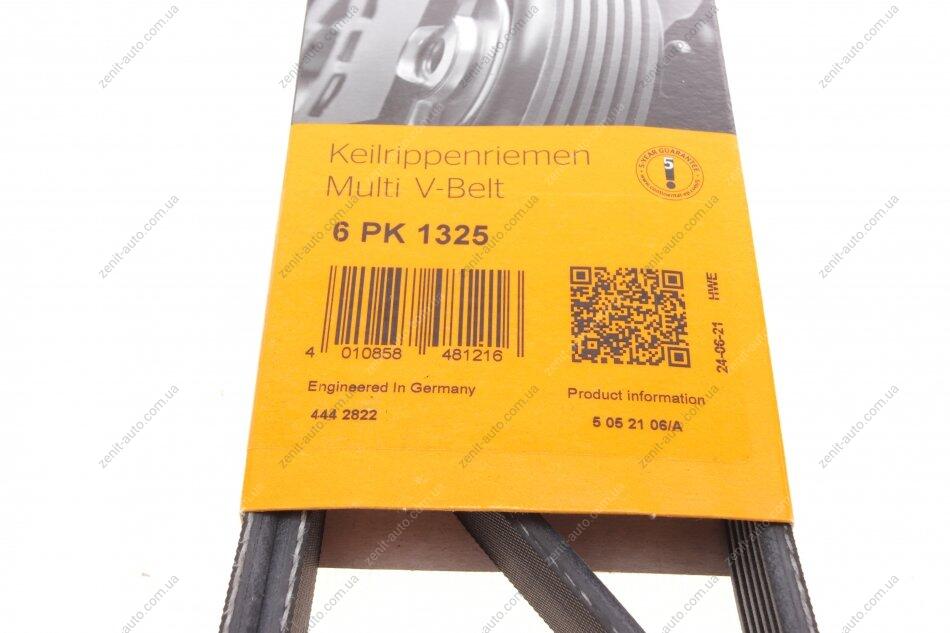 Keilrippenriemen
Multi V-Belt
5 YEAR GUARANTEE
5
6 PK 1325
4 010858 481216
24-06-21 HWE
Engineered In Germany
Product information
444 2822
5 05 21 06/A
zenit-auto.com.ua